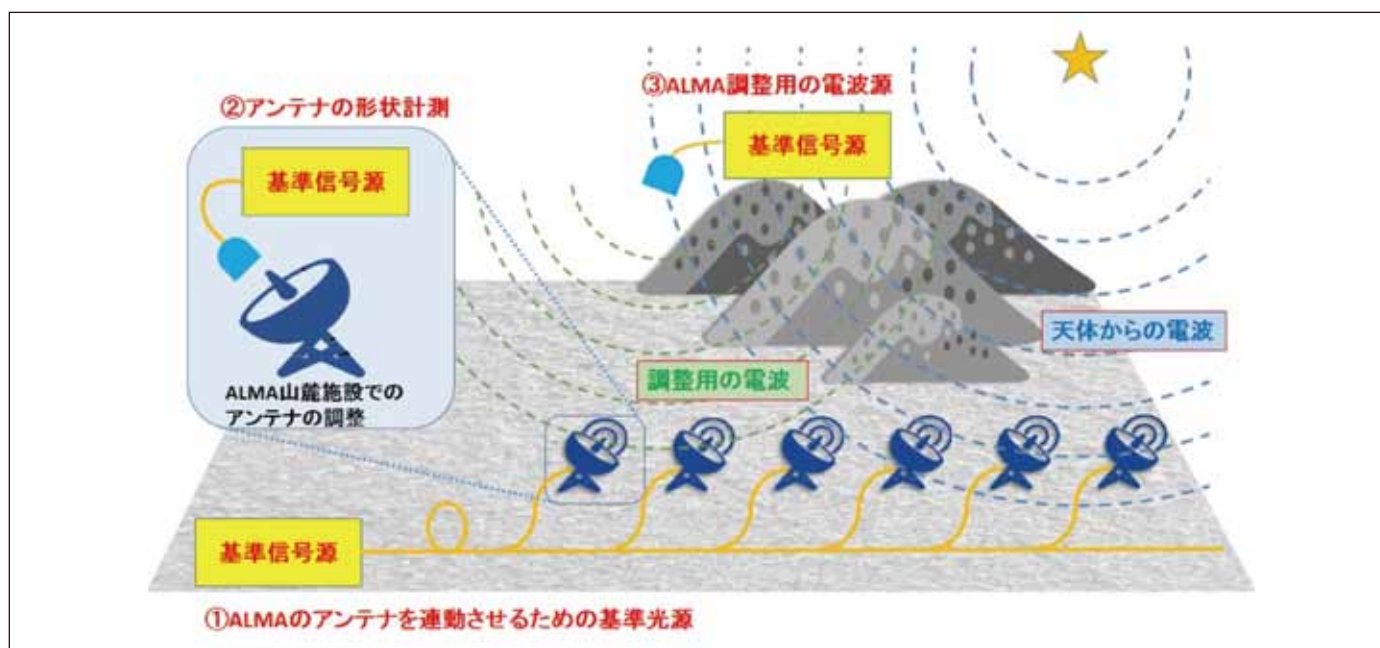 ③ALMA調整用の電波源
基準信号源
②アンテナの形状計測
基準信号源
ALMA山麓施設での
アンテナの調整
天体からの電波
調整用の電波
基準信号源
①ALMAのアンテナを連動させるための基準光源